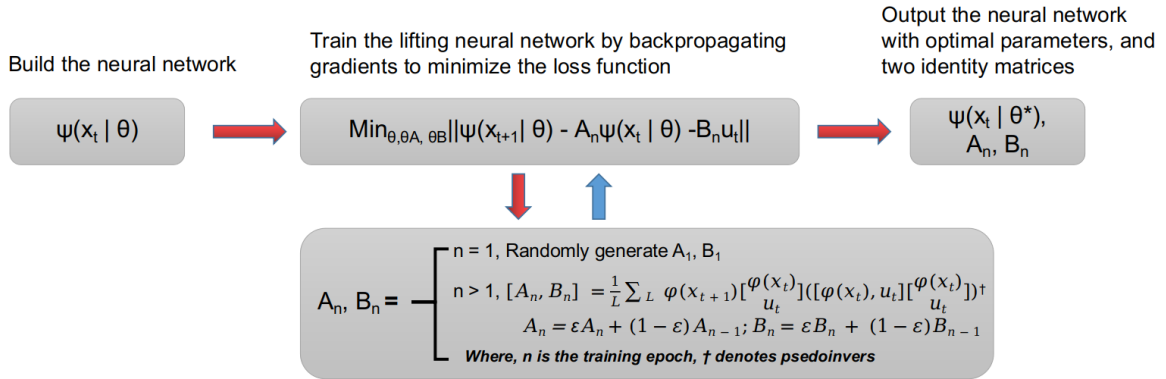 Build the neural network
ψ(xₜ | θ)
Train the lifting neural network by backpropagating
gradients to minimize the loss function
Min_θ,θA, θB||ψ(xₜ₊₁| θ) - Aₙψ(xₜ | θ) -Bₙuₜ||
Output the neural network
with optimal parameters, and
two identity matrices
ψ(xₜ | θ*),
Aₙ, Bₙ
Aₙ, Bₙ =
n = 1, Randomly generate A₁, B₁
n > 1, [Aₙ, Bₙ] = 1/L ∑ L φ(xₜ₊₁)[φ(xₜ) uₜ]([φ(xₜ), uₜ][φ(xₜ) uₜ])†
Aₙ = εAₙ + (1 − ε)Aₙ₋₁; Bₙ = εBₙ + (1 − ε)Bₙ₋₁
Where, n is the training epoch, † denotes psedoinvers